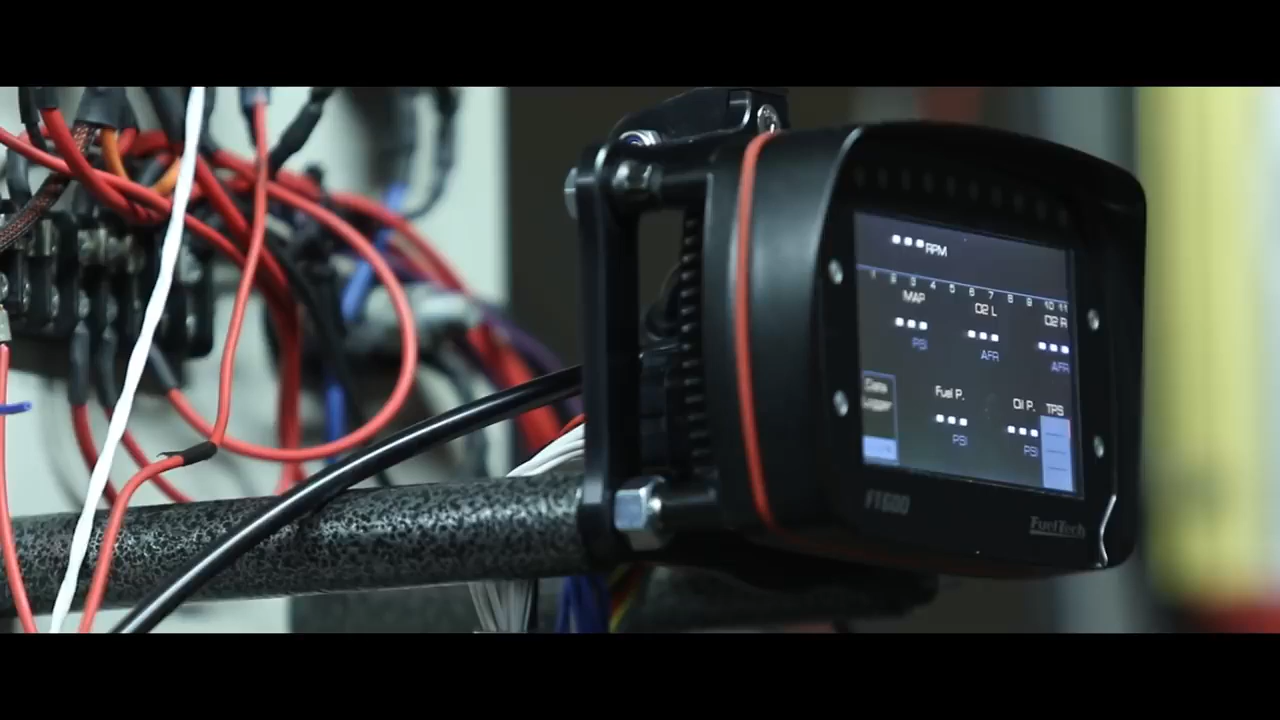 RPM
1 2 3 4 5 6 7 8 9 10 11
MAP O2 L O2 R
PSI AFR AFR
Data
Logger
Fuel P. Oil P. TPS
PSI PSI
FT600 FuelTech